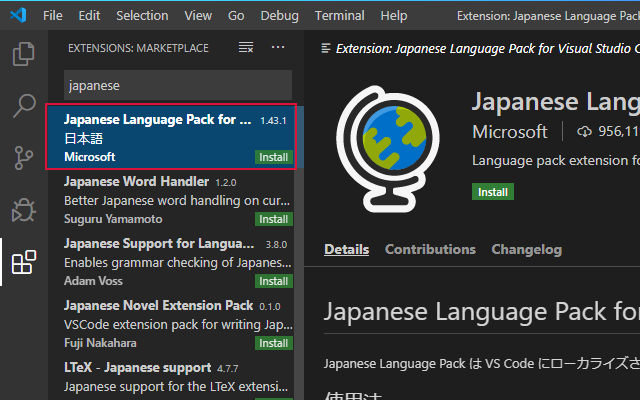 File Edit Selection View Go Debug Terminal Help Extension: Japanese Language Pack
EXTENSIONS: MARKETPLACE
japanese
Japanese Language Pack for ... 1.43.1
日本語
Microsoft Install
Japanese Word Handler 1.2.0
Better Japanese word handling on cur...
Suguru Yamamoto Install
Japanese Support for Langua... 3.8.0
Enables grammar checking of Japanes...
Adam Voss Install
Japanese Novel Extension Pack 0.1.0
VSCode extension pack for writing Jap...
Fuji Nakahara Install
LTeX - Japanese support 4.7.7
Japanese support for the LTeX extensi...
Extension: Japanese Language Pack for Visual Studio
Japanese Lang
Microsoft 956,11
Language pack extension fo
Install
Details Contributions Changelog
Japanese Language Pack for
Japanese Language Pack は VS Code にローカライズさ
使用法